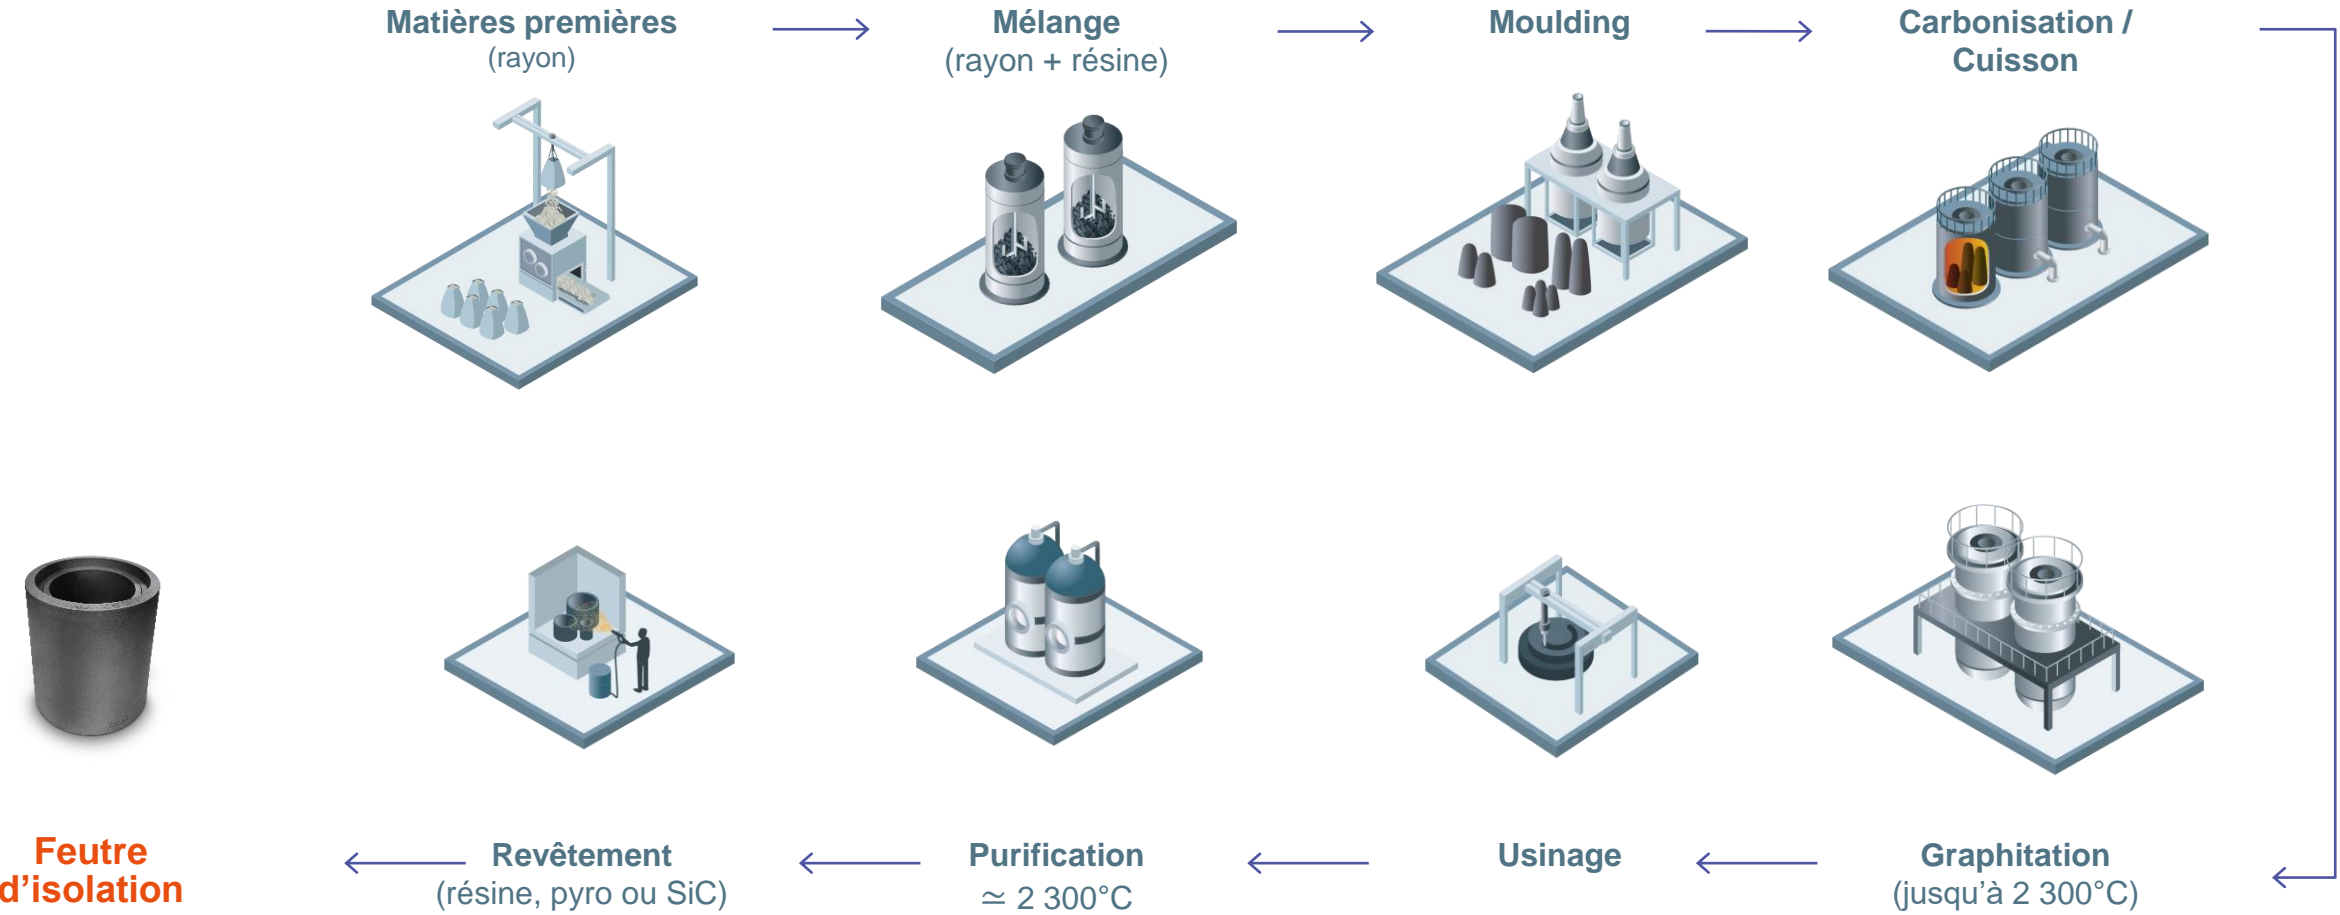 Matières premières
(rayon)
Mélange
(rayon + résine)
Moulding
Carbonisation /
Cuisson
Graphitation
(jusqu’à 2 300°C)
Usinage
Purification
≃ 2 300°C
Revêtement
(résine, pyro ou SiC)
Feutre
d’isolation